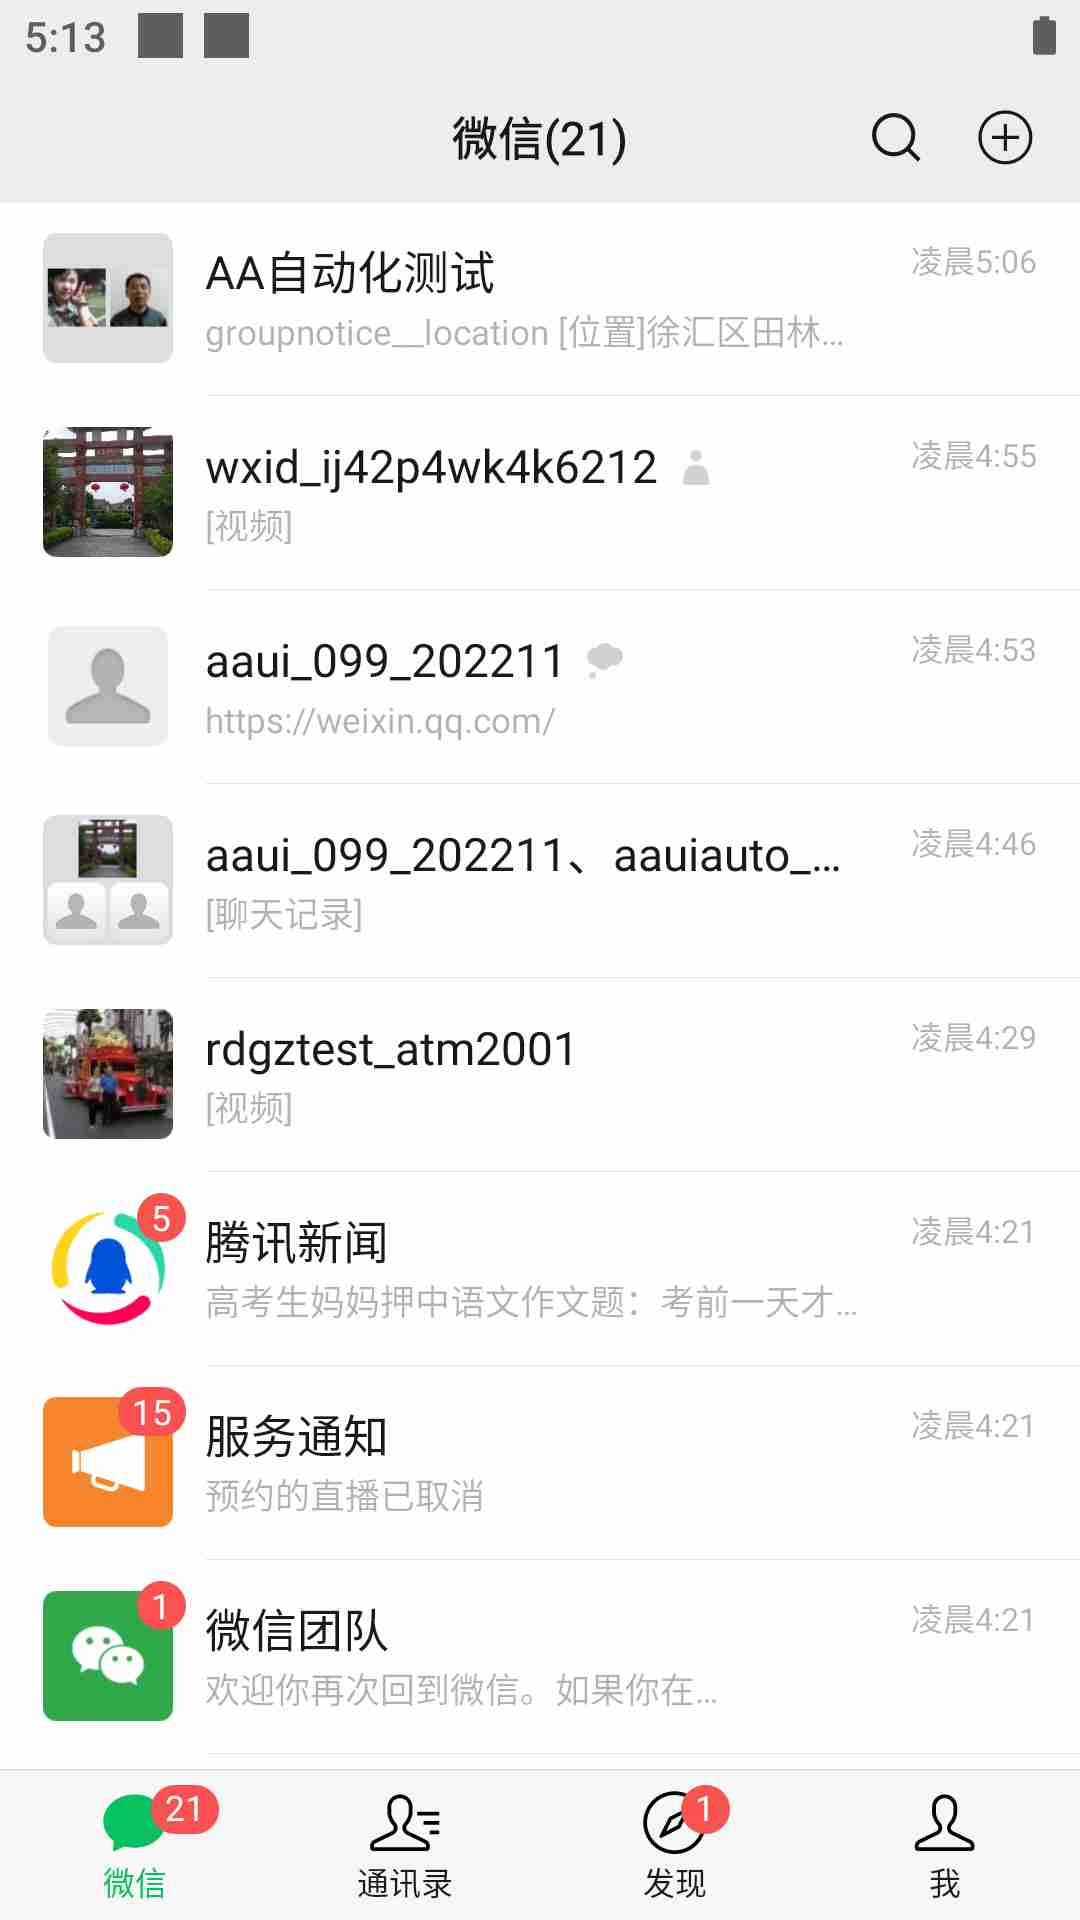 5:13
微信(21)
AA自动化测试
凌晨5:06
groupnotice__location [位置]徐汇区田林...
wxid_ij42p4wk4k6212
凌晨4:55
[视频]
aaui_099_202211
凌晨4:53
https://weixin.qq.com/
aaui_099_202211、aauiauto_...
凌晨4:46
[聊天记录]
rdgztest_atm2001
凌晨4:29
[视频]
5
腾讯新闻
凌晨4:21
高考生妈妈押中语文作文题：考前一天才...
15
服务通知
凌晨4:21
预约的直播已取消
1
微信团队
凌晨4:21
欢迎你再次回到微信。如果你在...
21
1
微信
通讯录
发现
我